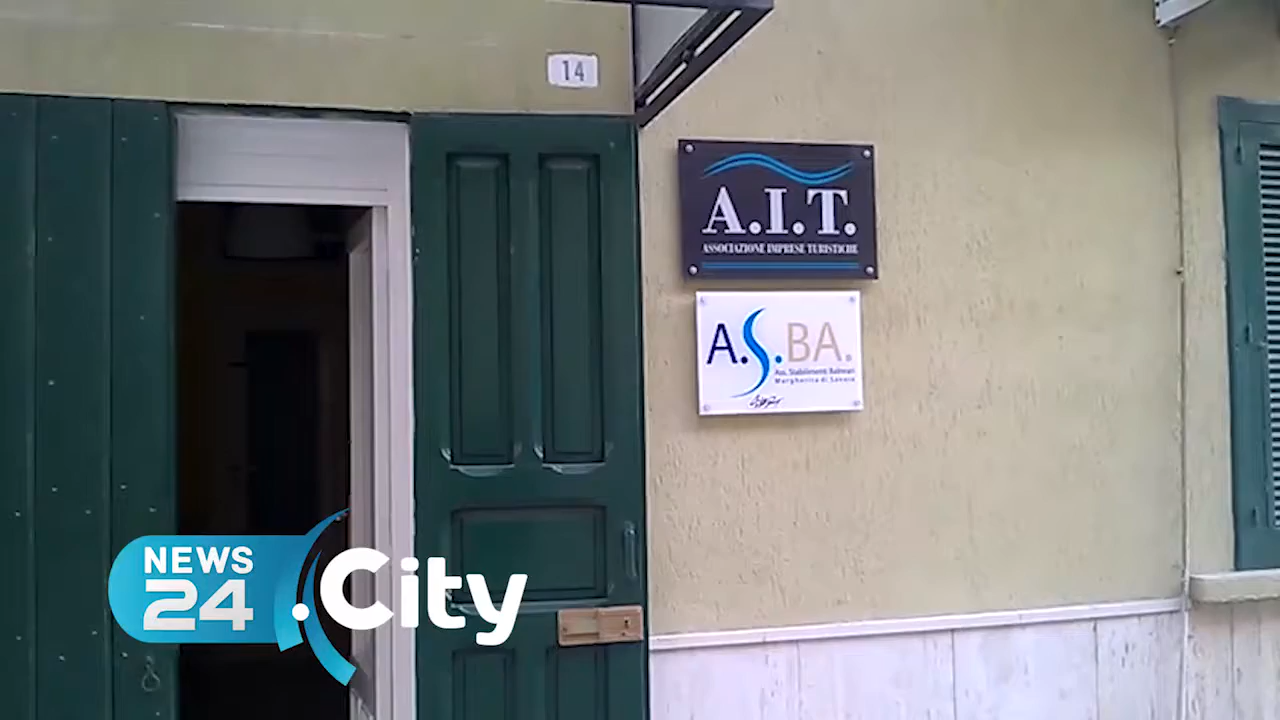 14
A.I.T.
ASSOCIAZIONE IMPRESE TURISTICHE
A.S.BA.
Ass. Stabilimenti Balneari
Margherita di Savoia
NEWS
24
.City